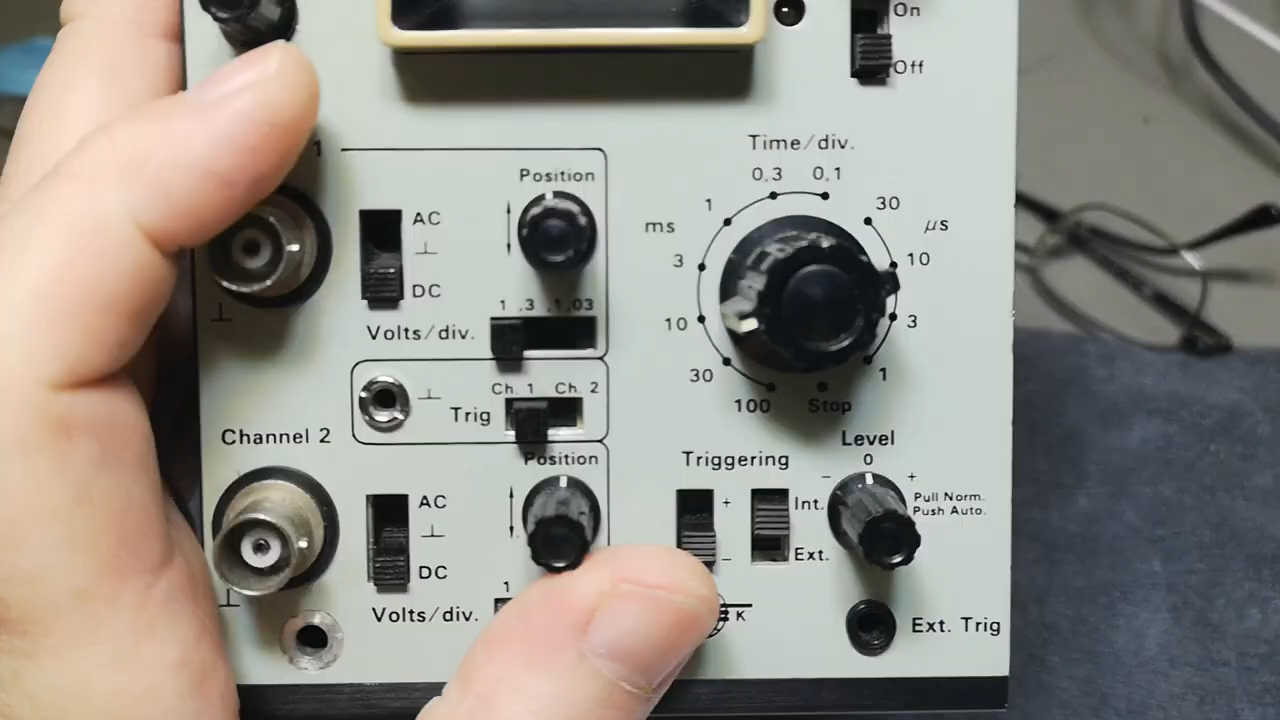 On
Off
1
Position
AC
DC
1 ,3 ,1 ,03
Volts/div.
Time/div.
0,3 0,1
1 30
ms µs
3 10
10 3
30 1
100 Stop
Ch. 1 Ch. 2
Trig
Channel 2
Position
AC
DC
1
Volts/div.
Triggering
+
-
Int.
Ext.
Level
0
- +
Pull Norm.
Push Auto.
K
Ext. Trig